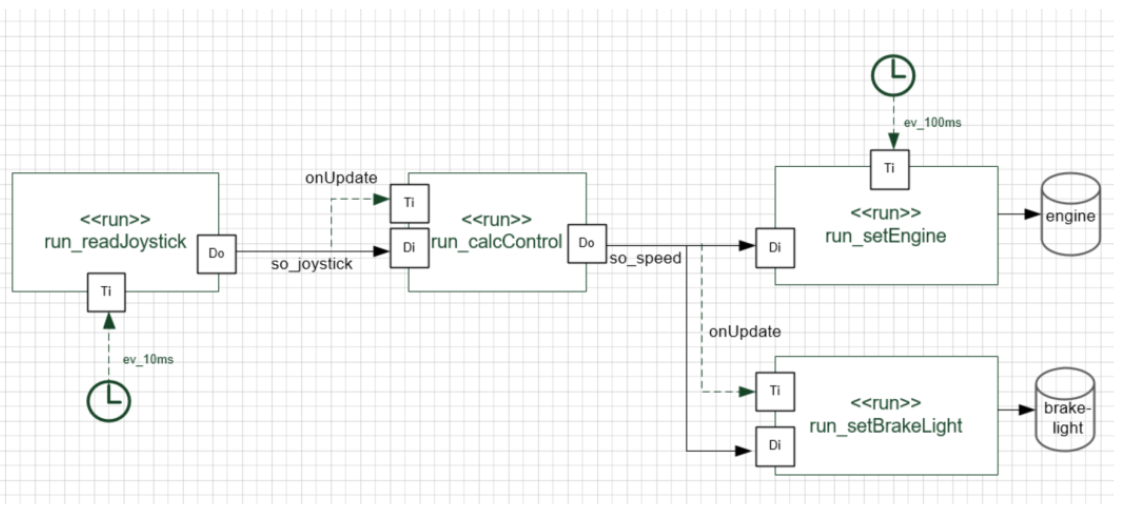 <<run>>
run_readJoystick
Do
Ti
ev_10ms
so_joystick
onUpdate
Ti
Di
<<run>>
run_calcControl
Do
so_speed
onUpdate
ev_100ms
Ti
<<run>>
run_setEngine
Di
engine
Ti
Di
<<run>>
run_setBrakeLight
brake-
light